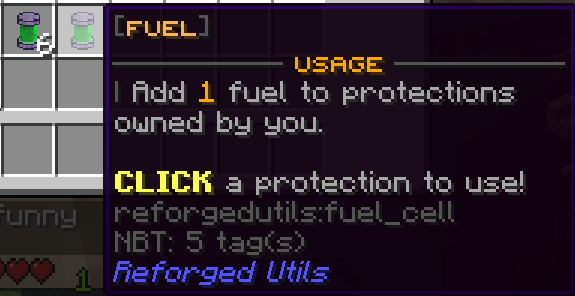 [FUEL]
USAGE
| Add 1 fuel to protections
owned by you.
CLICK a protection to use!
reforgedutils:fuel_cell
NBT: 5 tag(s)
Reforged Utils
6
funny
1